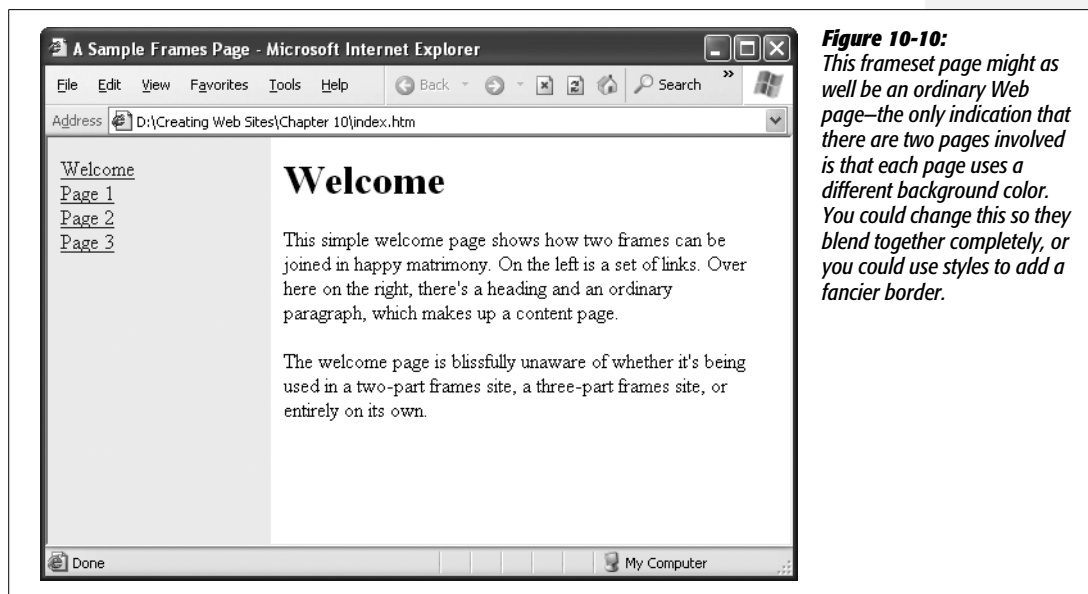 A Sample Frames Page - Microsoft Internet Explorer
File Edit View Favorites Tools Help Back Search »
Address D:\Creating Web Sites\Chapter 10\index.htm
Welcome
Page 1
Page 2
Page 3
Welcome
This simple welcome page shows how two frames can be
joined in happy matrimony. On the left is a set of links. Over
here on the right, there's a heading and an ordinary
paragraph, which makes up a content page.
The welcome page is blissfully unaware of whether it's being
used in a two-part frames site, a three-part frames site, or
entirely on its own.
Done My Computer
Figure 10-10:
This frameset page might as
well be an ordinary Web
page—the only indication that
there are two pages involved
is that each page uses a
different background color.
You could change this so they
blend together completely, or
you could use styles to add a
fancier border.